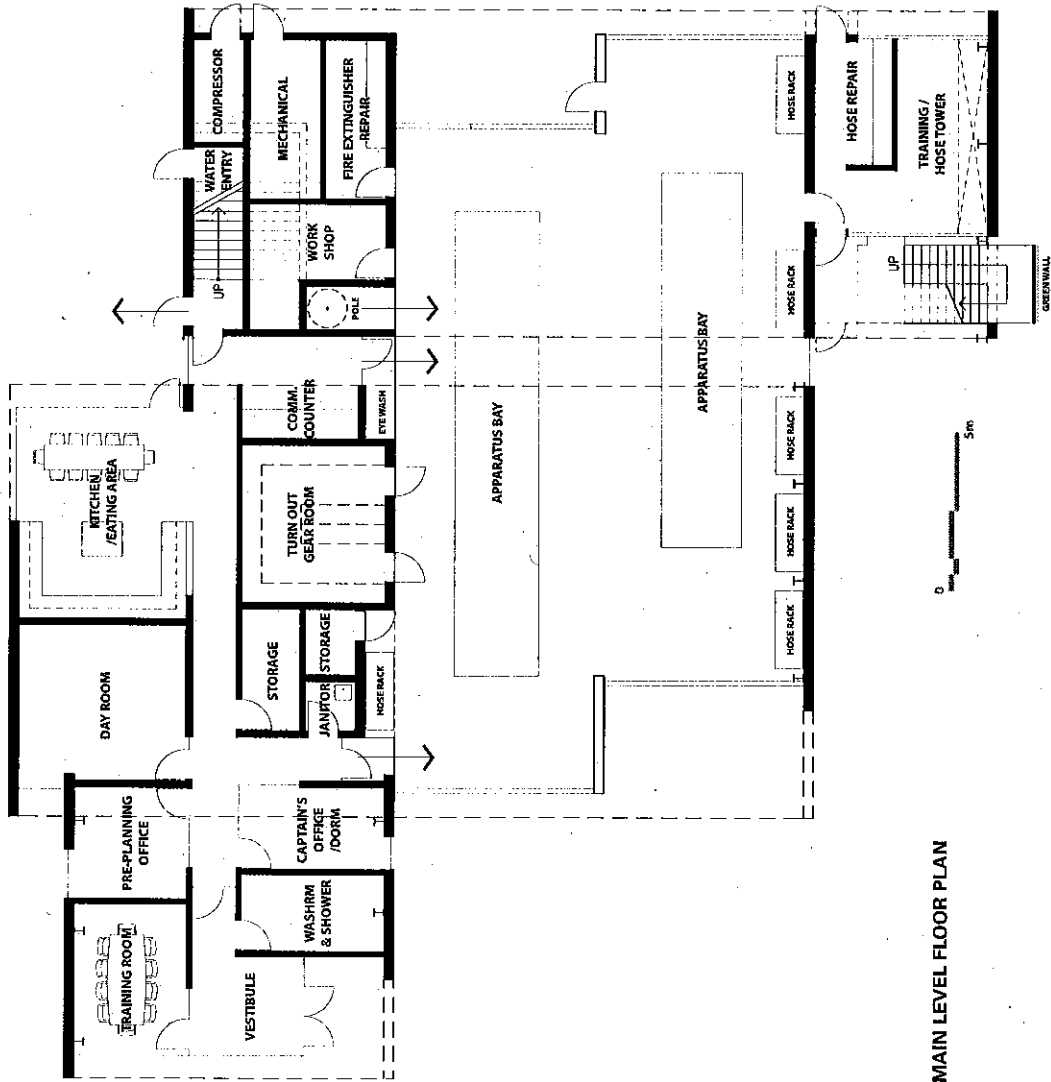 TRAINING ROOM
PRE-PLANNING
OFFICE
DAY ROOM
KITCHEN
/EATING AREA
VESTIBULE
WASHRM
& SHOWER
CAPTAIN'S
OFFICE
/DORM
JANITOR
STORAGE
STORAGE
HOSE RACK
TURN OUT
GEAR ROOM
COMM.
COUNTER
EYE WASH
UP
POLE
WORK
SHOP
WATER
ENTRY
COMPRESSOR
MECHANICAL
FIRE EXTINGUISHER
REPAIR
APPARATUS BAY
APPARATUS BAY
HOSE RACK
HOSE RACK
HOSE RACK
HOSE RACK
HOSE RACK
HOSE REPAIR
TRAINING /
HOSE TOWER
UP
GREENWALL
0
5m
MAIN LEVEL FLOOR PLAN